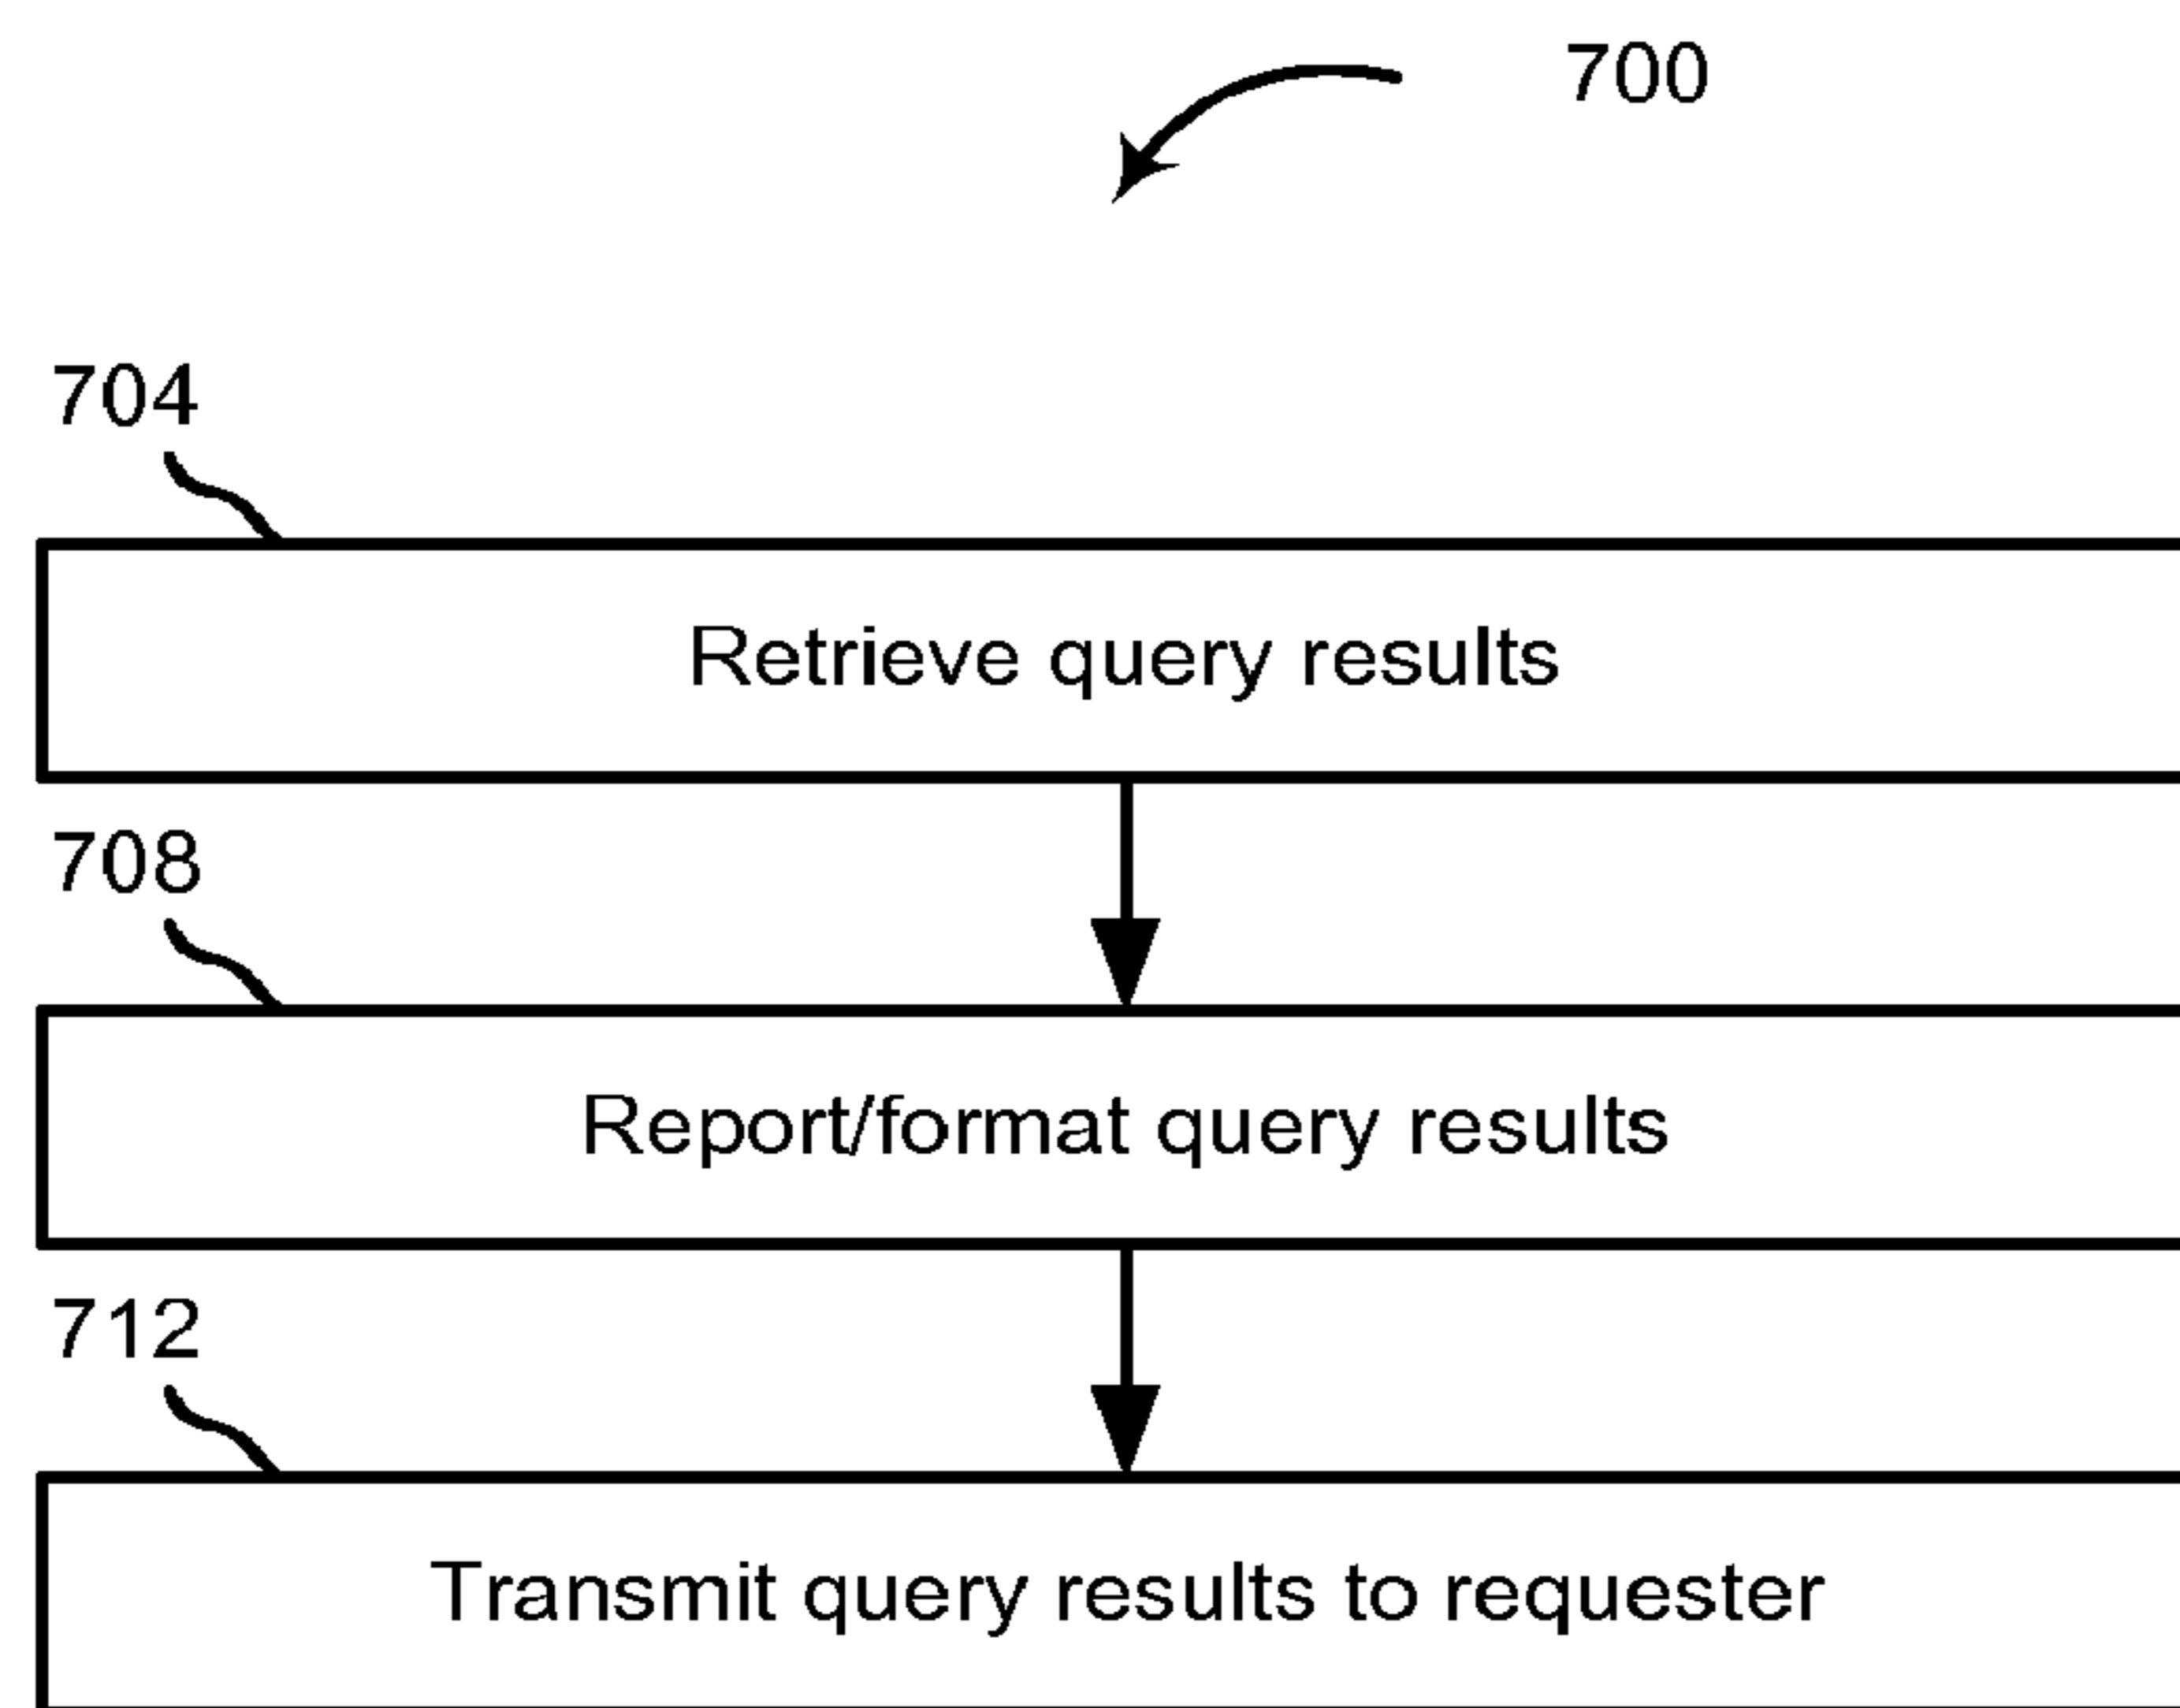 700
704
Retrieve query results
708
Report/format query results
712
Transmit query results to requester